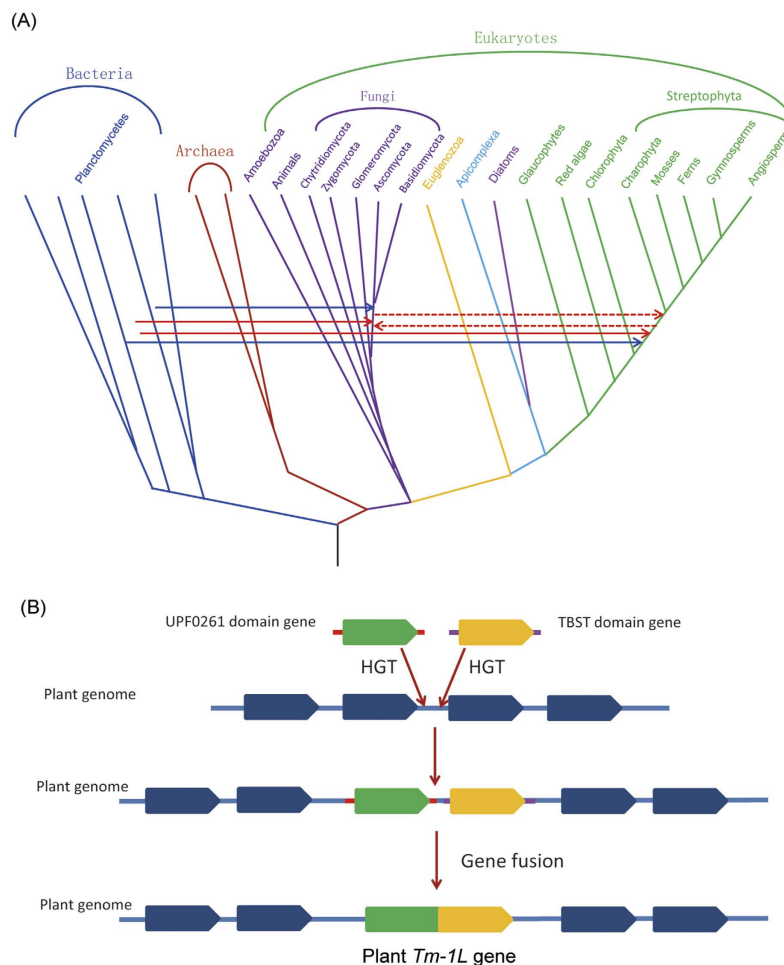 (A)
Eukaryotes
Bacteria
Fungi
Streptophyta
Planctomycetes
Archaea
Amoebozoa
Animals
Chytridiomycota
Zygomycota
Glomeromycota
Ascomycota
Basidiomycota
Euglenozoa
Apicomplexa
Diatoms
Glaucophytes
Red algae
Chlorophyta
Charophyta
Mosses
Ferns
Gymnosperms
Angiosperm
(B)
UPF0261 domain gene
TBST domain gene
HGT
HGT
Plant genome
Plant genome
Gene fusion
Plant genome
Plant Tm-1L gene